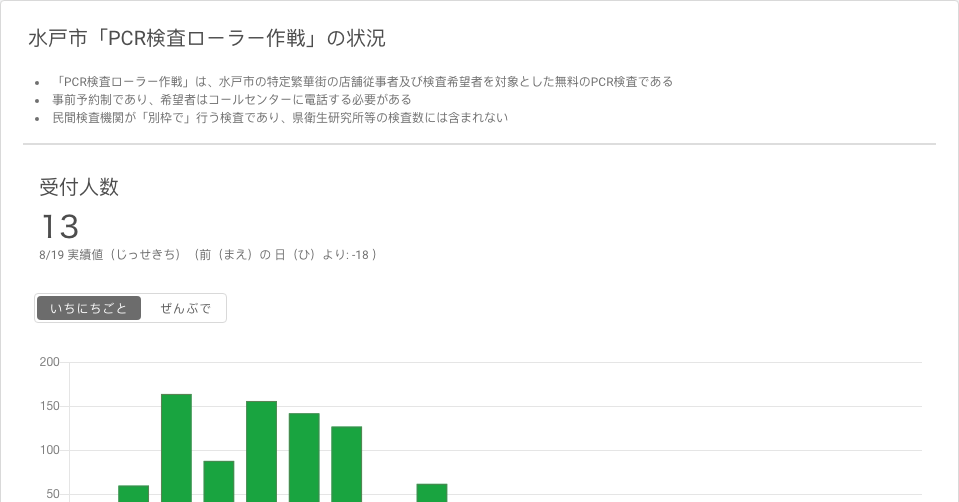 水戸市「PCR検査ローラー作戦」の状況
「PCR検査ローラー作戦」は、水戸市の特定繁華街の店舗従事者及び検査希望者を対象とした無料のPCR検査である
事前予約制であり、希望者はコールセンターに電話する必要がある
民間検査機関が「別枠で」行う検査であり、県衛生研究所等の検査数には含まれない
受付人数
13
8/19 実績値（じっせきち）（前（まえ）の 日（ひ）より: -18 ）
いちにちごと ぜんぶで
200
150
100
50